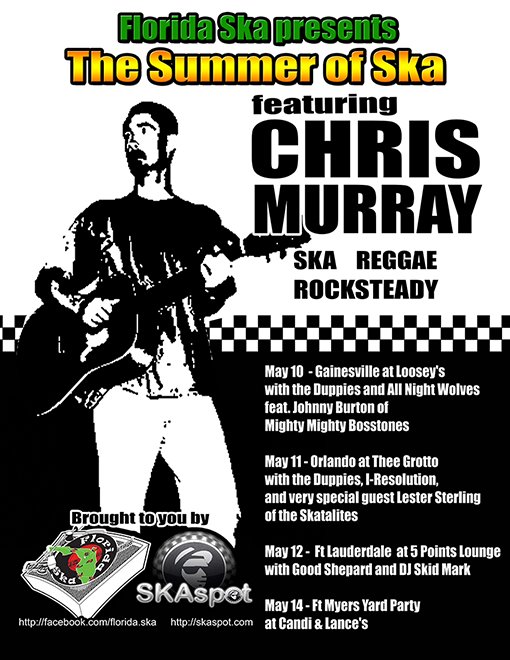 Florida Ska presents
The Summer of Ska
featuring
CHRIS
MURRAY
SKA REGGAE
ROCKSTEADY
May 10 - Gainesville at Loosey's
with the Duppies and All Night Wolves
feat. Johnny Burton of
Mighty Mighty Bosstones
May 11 - Orlando at Thee Grotto
with the Duppies, I-Resolution,
and very special guest Lester Sterling
of the Skatalites
May 12 - Ft Lauderdale at 5 Points Lounge
with Good Shepard and DJ Skid Mark
May 14 - Ft Myers Yard Party
at Candi & Lance's
Brought to you by
Flori
Ska
SKAspot
http://facebook.com/florida.ska http://skaspot.com